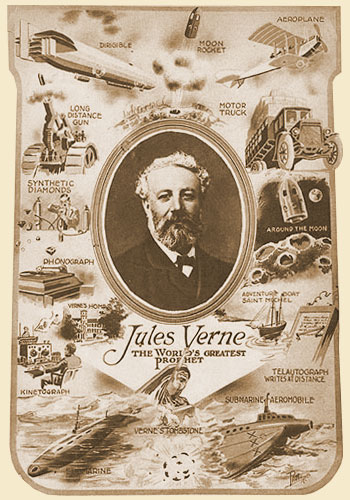 AEROPLANE
DIRIGIBLE
MOON
ROCKET
LONG
DISTANCE
GUN
MOTOR
TRUCK
SYNTHETIC
DIAMONDS
AROUND THE MOON
PHONOGRAPH
ADVENTURE BOAT
SAINT MICHEL
VERNE'S HOME
Jules Verne
THE WORLD'S GREATEST
PROPHET
TELAUTOGRAPH
WRITES AT DISTANCE
KINETOGRAPH
SUBMARINE-AEROMOBILE
VERNE'S TOMBSTONE
MARINE